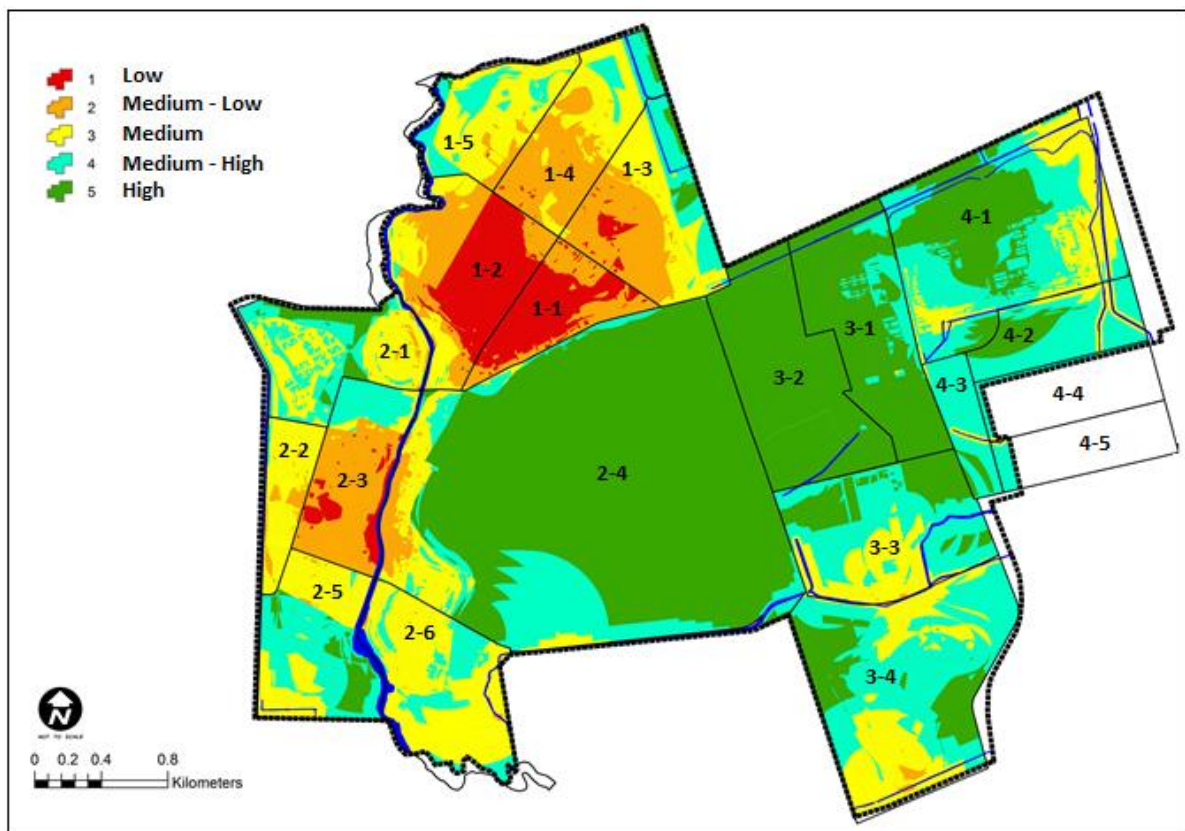 1 Low
2 Medium - Low
3 Medium
4 Medium - High
5 High
1-5
1-4
1-3
1-2
1-1
4-1
4-2
3-1
2-1
3-2
4-3
4-4
4-5
2-2
2-3
2-4
3-3
2-5
2-6
3-4
N
NOT TO SCALE
0 0.2 0.4 0.8
Kilometers